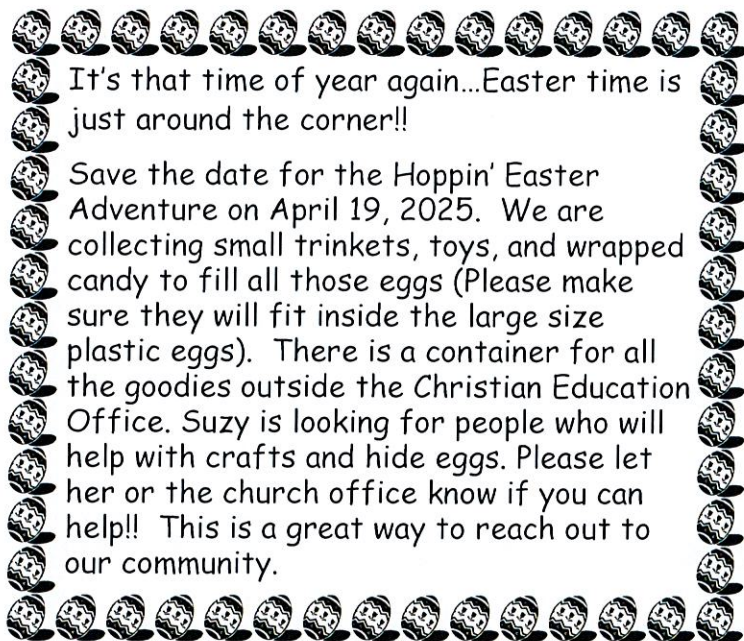 It's that time of year again...Easter time is
just around the corner!!
Save the date for the Hoppin' Easter
Adventure on April 19, 2025.  We are
collecting small trinkets, toys, and wrapped
candy to fill all those eggs (Please make
sure they will fit inside the large size
plastic eggs).  There is a container for all
the goodies outside the Christian Education
Office. Suzy is looking for people who will
help with crafts and hide eggs. Please let
her or the church office know if you can
help!!  This is a great way to reach out to
our community.